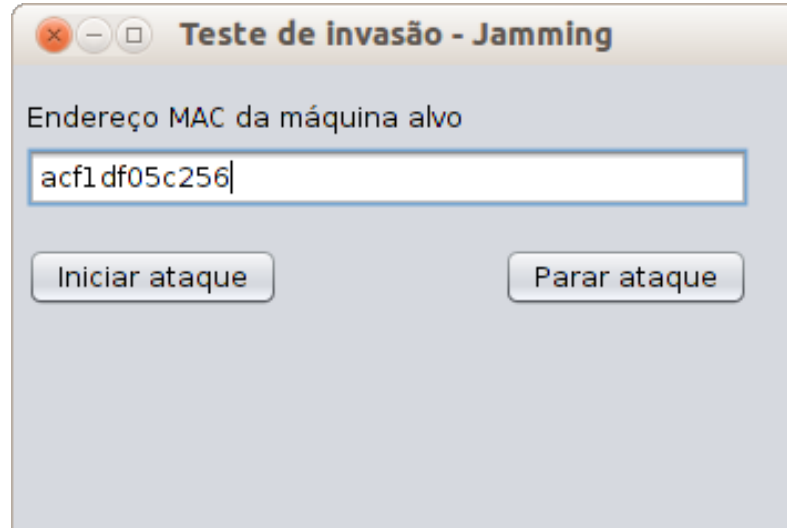 Teste de invasão - Jamming
Endereço MAC da máquina alvo
acf1df05c256
Iniciar ataque Parar ataque